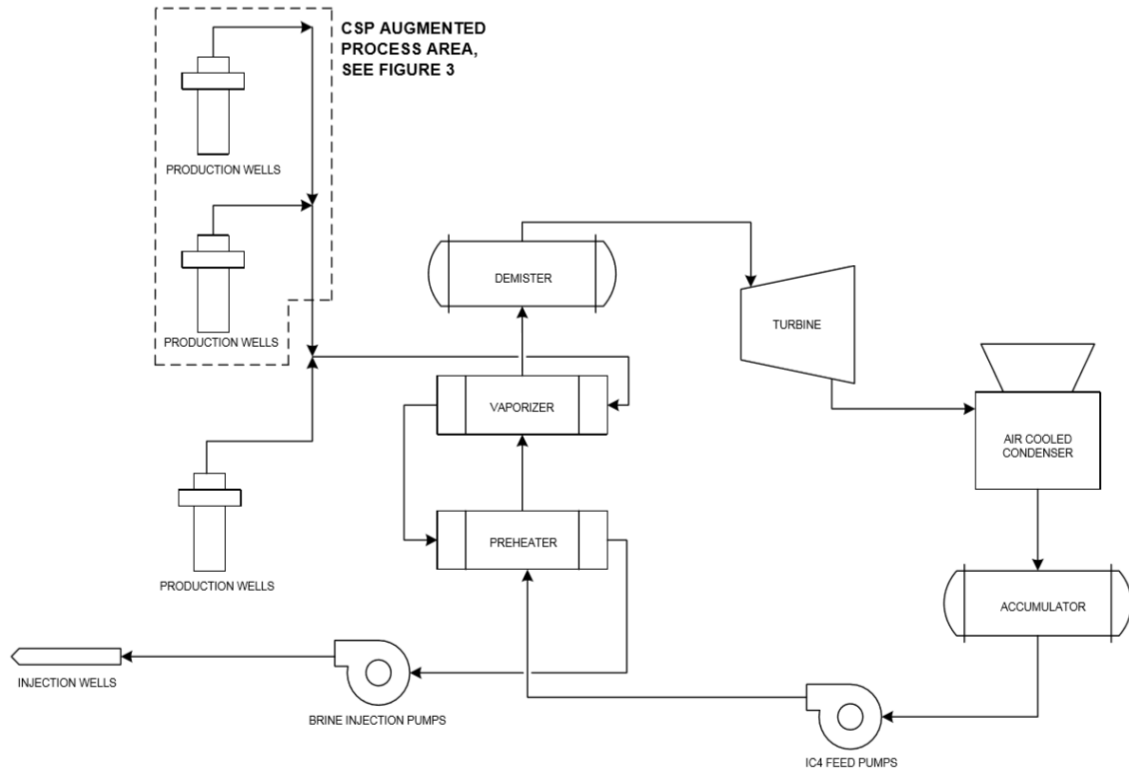 CSP AUGMENTED
PROCESS AREA,
SEE FIGURE 3
PRODUCTION WELLS
PRODUCTION WELLS
DEMISTER
TURBINE
VAPORIZER
AIR COOLED
CONDENSER
PREHEATER
PRODUCTION WELLS
ACCUMULATOR
INJECTION WELLS
BRINE INJECTION PUMPS
IC4 FEED PUMPS